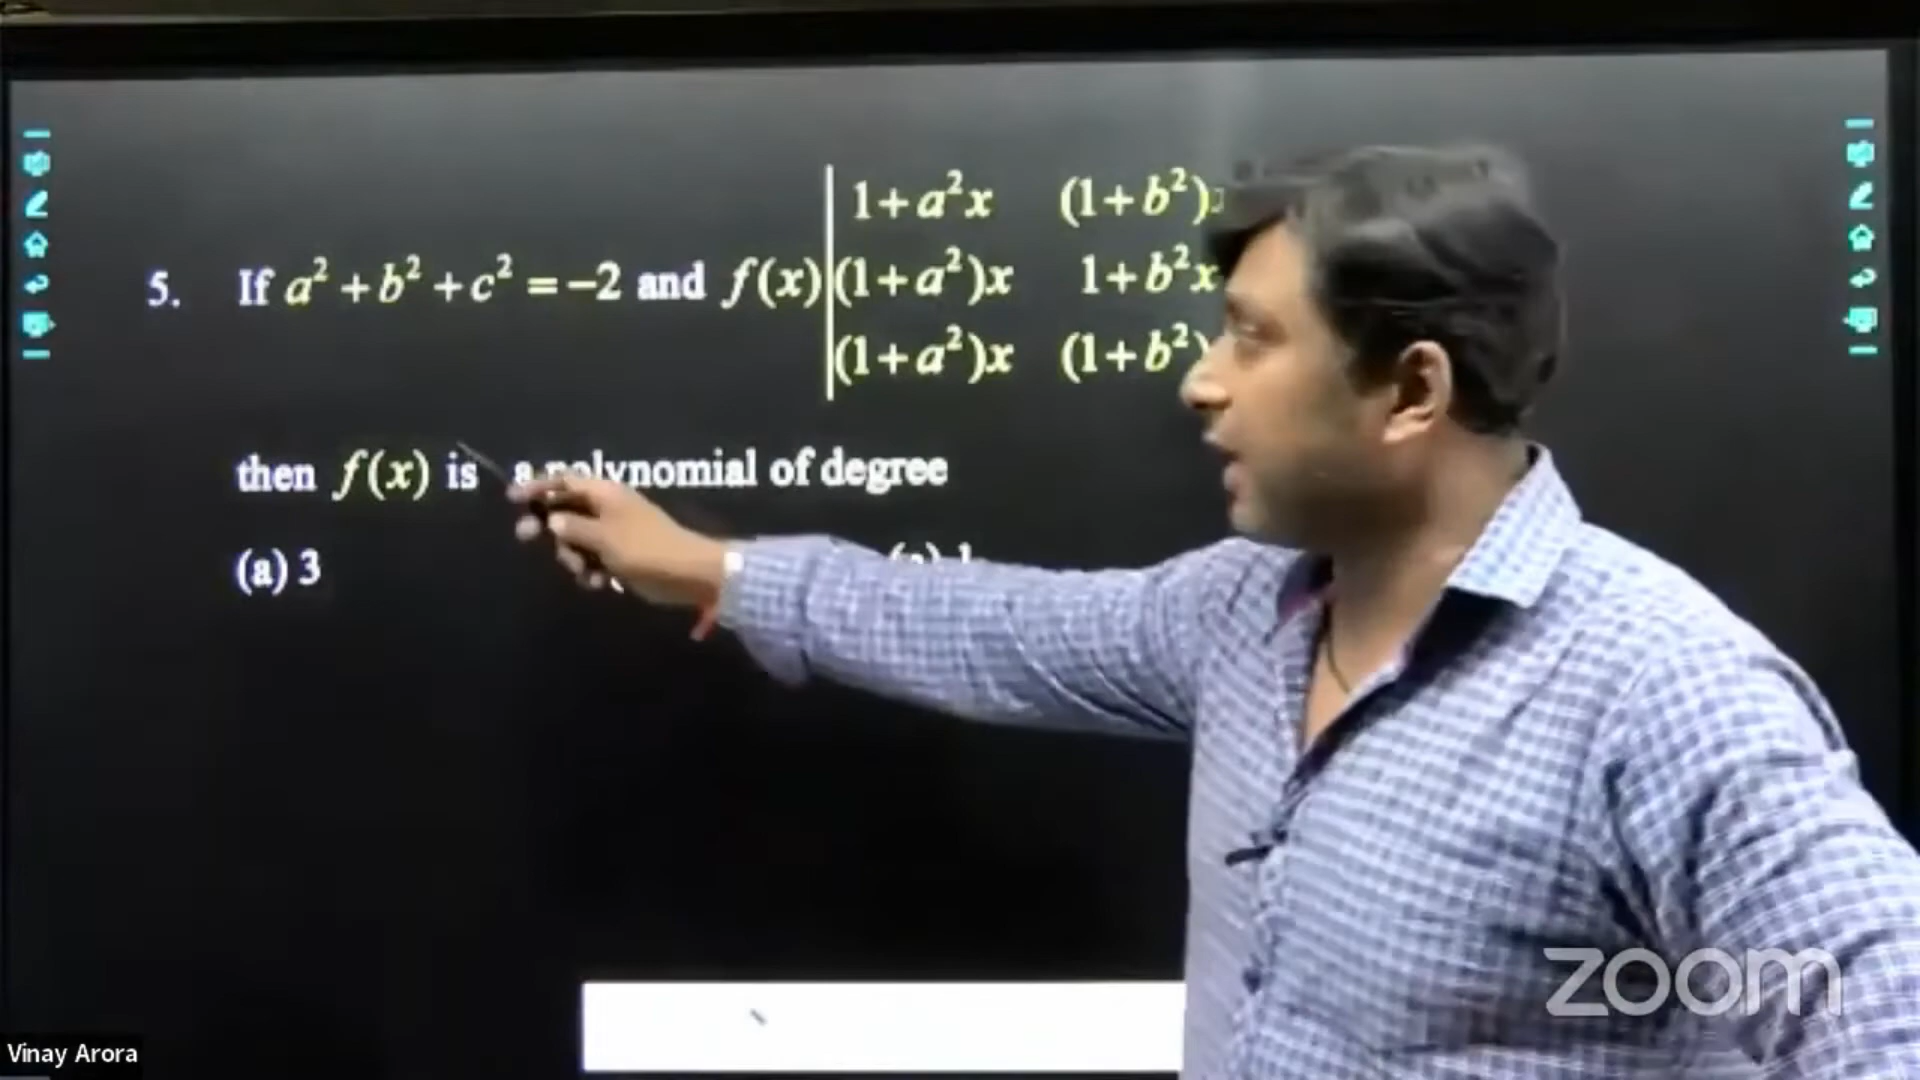 1+a²x (1+b²)
5. If a² + b² + c² = −2 and f(x) (1+a²)x 1+b²x
(1+a²)x (1+b²)
then f(x) is a polynomial of degree
(a) 3
zoom
Vinay Arora